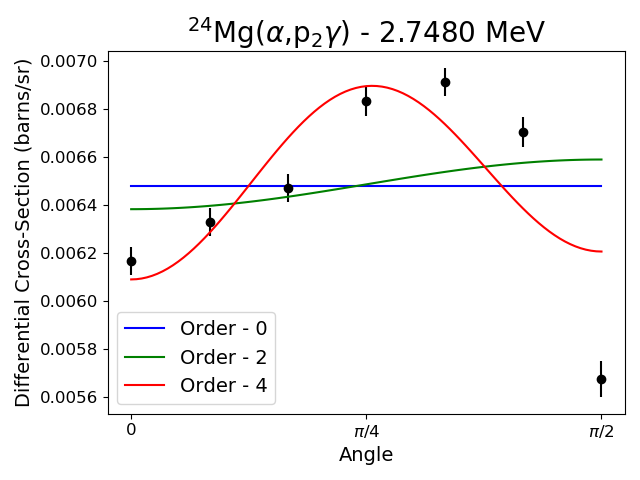 ²⁴Mg(α,p₂γ) - 2.7480 MeV
Differential Cross-Section (barns/sr)
0.0070
0.0068
0.0066
0.0064
0.0062
0.0060
0.0058
0.0056
Order - 0
Order - 2
Order - 4
0
π/4
π/2
Angle